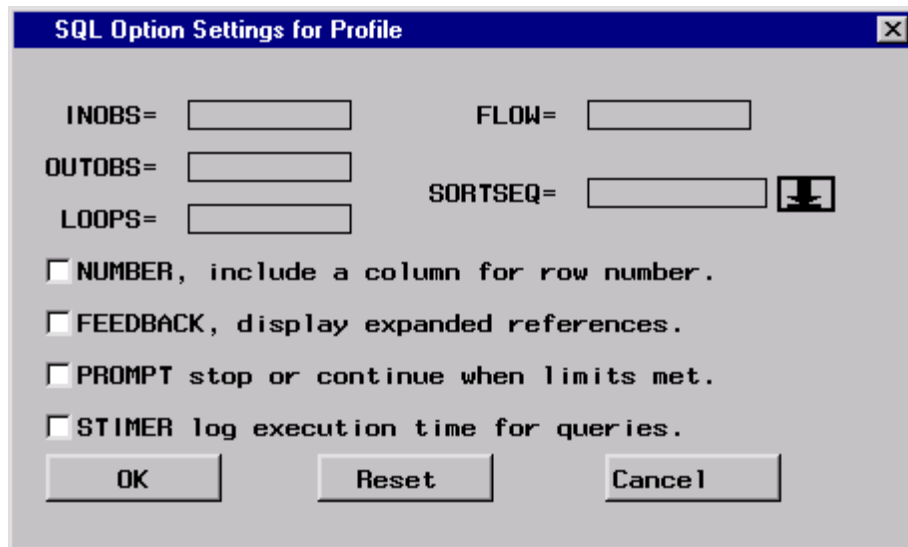 SQL Option Settings for Profile
INOBS= FLOW=
OUTOBS=
SORTSEQ=
LOOPS=
NUMBER, include a column for row number.
FEEDBACK, display expanded references.
PROMPT stop or continue when limits met.
STIMER log execution time for queries.
OK Reset Cancel